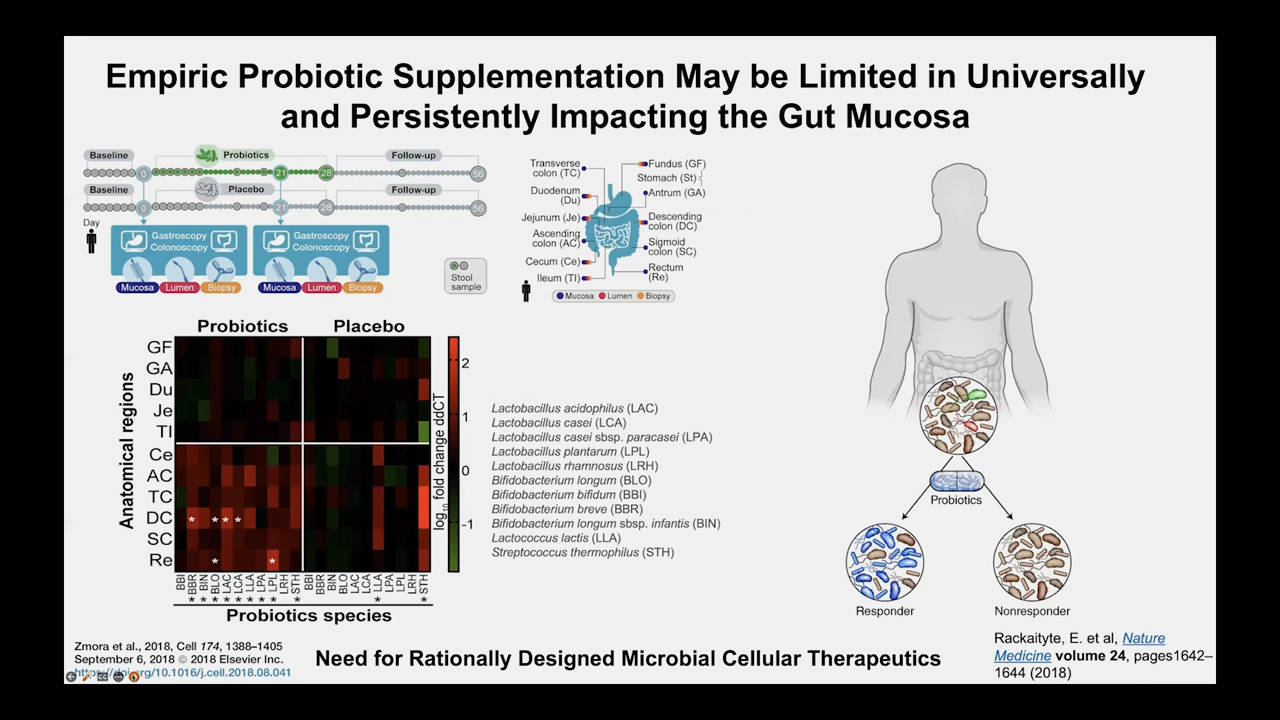 Empiric Probiotic Supplementation May be Limited in Universally
and Persistently Impacting the Gut Mucosa
Baseline
Probiotics
Follow-up
0
21
28
56
Baseline
Placebo
Follow-up
0
21
28
56
Day
Gastroscopy
Colonoscopy
Gastroscopy
Colonoscopy
Mucosa
Lumen
Biopsy
Mucosa
Lumen
Biopsy
Stool
sample
Transverse
colon (TC)
Duodenum
(Du)
Jejunum (Je)
Ascending
colon (AC)
Cecum (Ce)
Ileum (TI)
Fundus (GF)
Stomach (St)
Antrum (GA)
Descending
colon (DC)
Sigmoid
colon (SC)
Rectum
(Re)
Mucosa
Lumen
Biopsy
Probiotics
Placebo
Anatomical regions
GF
GA
Du
Je
TI
Ce
AC
TC
DC
* * * *
SC
Re
* *
BBI
BBR
BIN
BLO
LAC
LCA
LLA
LPA
LPL
LRH
STH
BBI
BBR
BIN
BLO
LAC
LCA
LLA
LPA
LPL
LRH
STH
* * * * * * * * * * *
Probiotics species
2
1
0
-1
log10 fold change ddCT
Lactobacillus acidophilus (LAC)
Lactobacillus casei (LCA)
Lactobacillus casei sbsp. paracasei (LPA)
Lactobacillus plantarum (LPL)
Lactobacillus rhamnosus (LRH)
Bifidobacterium longum (BLO)
Bifidobacterium bifidum (BBI)
Bifidobacterium breve (BBR)
Bifidobacterium longum sbsp. infantis (BIN)
Lactococcus lactis (LLA)
Streptococcus thermophilus (STH)
Probiotics
Responder
Nonresponder
Zmora et al., 2018, Cell 174, 1388–1405
September 6, 2018 © 2018 Elsevier Inc.
https://doi.org/10.1016/j.cell.2018.08.041
Need for Rationally Designed Microbial Cellular Therapeutics
Rackaityte, E. et al, Nature
Medicine volume 24, pages1642–
1644 (2018)